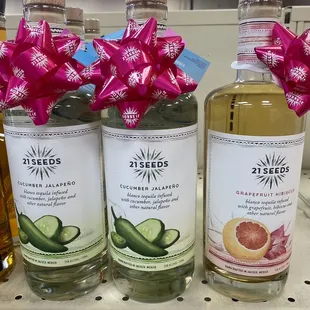 21 SEEDS
CUCUMBER JALAPEÑO
blanco tequila infused
with cucumber, jalapeño and
other natural flavor
21 SEEDS
CUCUMBER JALAPEÑO
blanco tequila infused
with cucumber, jalapeño and
other natural flavor
21 SEEDS
GRAPEFRUIT HIBISCUS
blanco tequila infused
with grapefruit, hibiscus and
other natural flavor